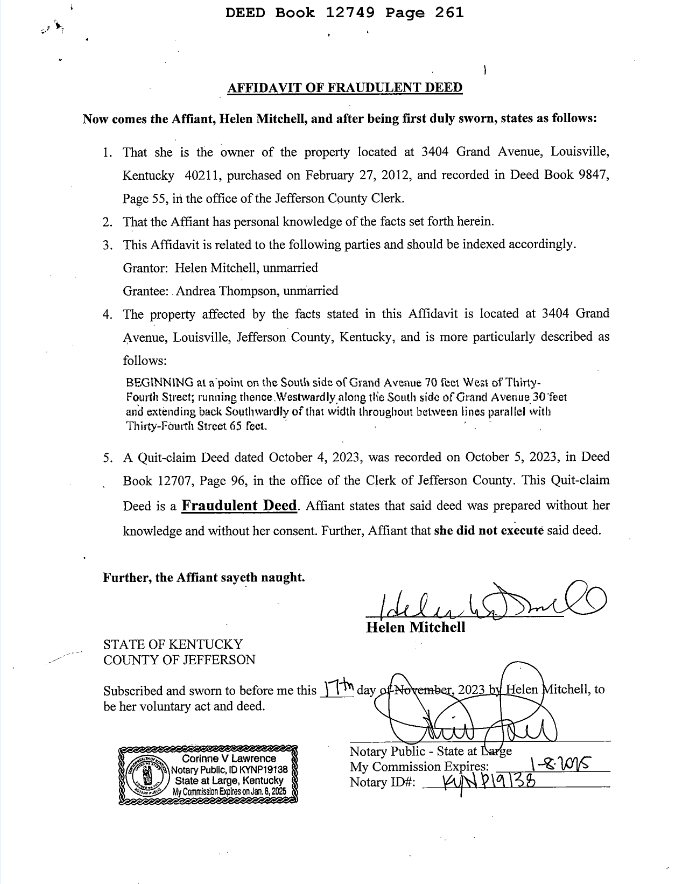 DEED Book 12749 Page 261
AFFIDAVIT OF FRAUDULENT DEED
Now comes the Affiant, Helen Mitchell, and after being first duly sworn, states as follows:
1. That she is the owner of the property located at 3404 Grand Avenue, Louisville,
Kentucky 40211, purchased on February 27, 2012, and recorded in Deed Book 9847,
Page 55, in the office of the Jefferson County Clerk.
2. That the Affiant has personal knowledge of the facts set forth herein.
3. This Affidavit is related to the following parties and should be indexed accordingly.
Grantor: Helen Mitchell, unmarried
Grantee: Andrea Thompson, unmarried
4. The property affected by the facts stated in this Affidavit is located at 3404 Grand
Avenue, Louisville, Jefferson County, Kentucky, and is more particularly described as
follows:
BEGINNING at a point on the South side of Grand Avenue 70 feet West of Thirty-
Fourth Street; running thence Westwardly along the South side of Grand Avenue 30 feet
and extending back Southwardly of that width throughout between lines parallel with
Thirty-Fourth Street 65 feet.
5. A Quit-claim Deed dated October 4, 2023, was recorded on October 5, 2023, in Deed
Book 12707, Page 96, in the office of the Clerk of Jefferson County. This Quit-claim
Deed is a Fraudulent Deed. Affiant states that said deed was prepared without her
knowledge and without her consent. Further, Affiant that she did not execute said deed.
Further, the Affiant sayeth naught.
Helen Mitchell
STATE OF KENTUCKY
COUNTY OF JEFFERSON
Subscribed and sworn to before me this 17th day of November, 2023 by Helen Mitchell, to
be her voluntary act and deed.
Notary Public - State at Large
My Commission Expires: 1-8-2025
Notary ID#: KYNP19138
Corinne V Lawrence
Notary Public, ID KYNP19138
State at Large, Kentucky
My Commission Expires on Jan. 8, 2025